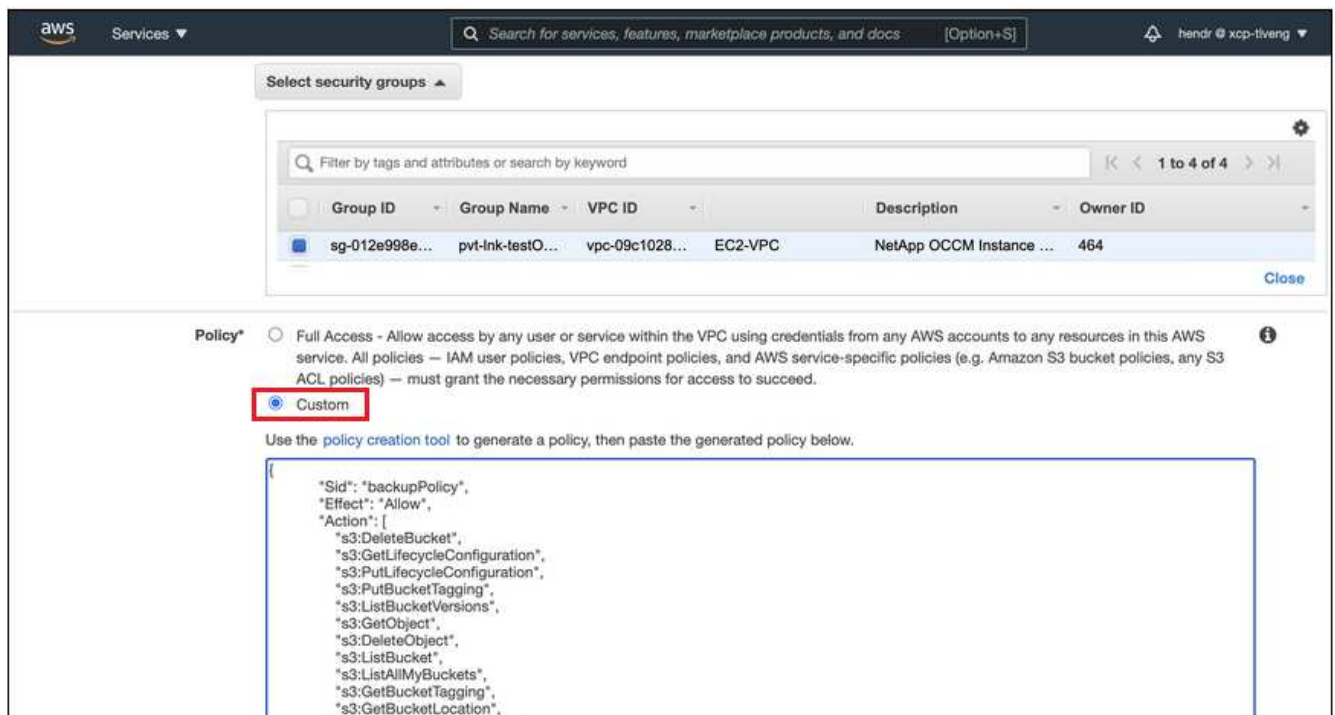 aws Services ▼ Search for services, features, marketplace products, and docs [Option+S] hendr @ xcp-tlveng ▼
Select security groups ▲
Filter by tags and attributes or search by keyword 1 to 4 of 4
Group ID Group Name VPC ID Description Owner ID
sg-012e998e... pvt-lnk-testO... vpc-09c1028... EC2-VPC NetApp OCCM Instance ... 464
Close
Policy* Full Access - Allow access by any user or service within the VPC using credentials from any AWS accounts to any resources in this AWS
service. All policies — IAM user policies, VPC endpoint policies, and AWS service-specific policies (e.g. Amazon S3 bucket policies, any S3
ACL policies) — must grant the necessary permissions for access to succeed.
Custom
Use the policy creation tool to generate a policy, then paste the generated policy below.
{
"Sid": "backupPolicy",
"Effect": "Allow",
"Action": [
"s3:DeleteBucket",
"s3:GetLifecycleConfiguration",
"s3:PutLifecycleConfiguration",
"s3:PutBucketTagging",
"s3:ListBucketVersions",
"s3:GetObject",
"s3:DeleteObject",
"s3:ListBucket",
"s3:ListAllMyBuckets",
"s3:GetBucketTagging",
"s3:GetBucketLocation",